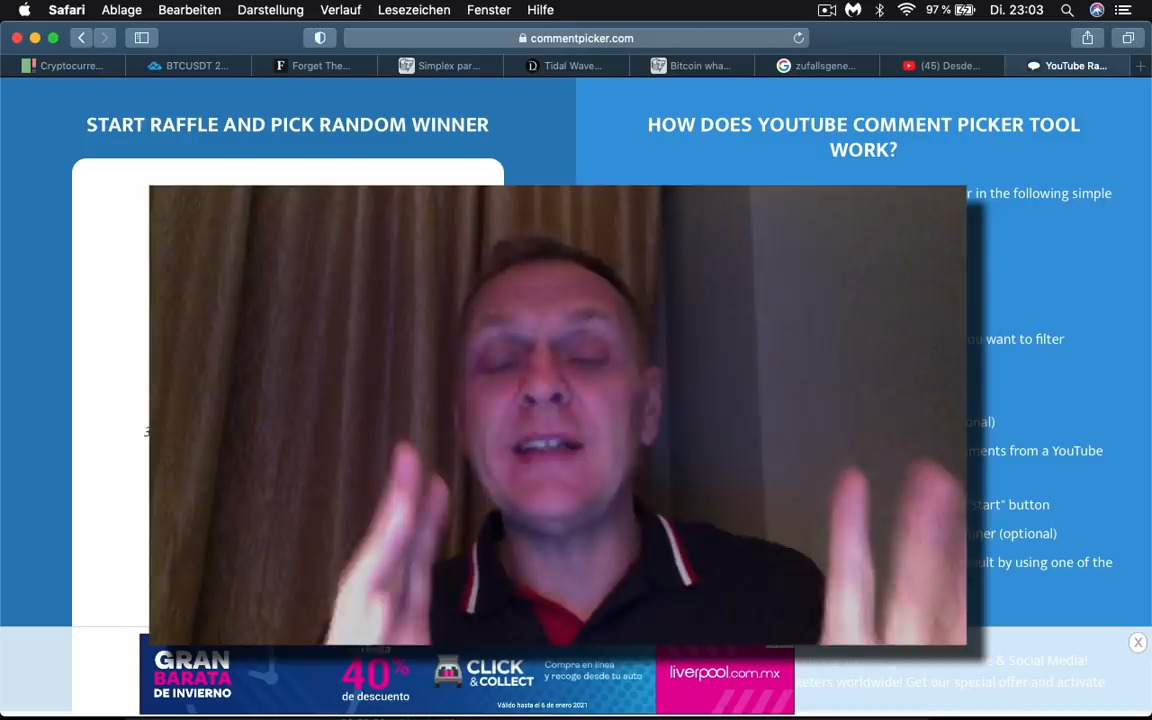 Safari Ablage Bearbeiten Darstellung Verlauf Lesezeichen Fenster Hilfe 97 % Di. 23:03
commentpicker.com
Cryptocurre... BTCUSDT 2... Forget The... Simplex par... Tidal Wave... Bitcoin wha... zufallsgene... (45) Desde... YouTube Ra...
START RAFFLE AND PICK RANDOM WINNER
HOW DOES YOUTUBE COMMENT PICKER TOOL
WORK?
r in the following simple
you want to filter
onal)
ments from a YouTube
start" button
ner (optional)
ult by using one of the
GRAN
BARATA
DE INVIERNO
40%
de descuento
CLICK
& COLLECT
Compra en línea
y recoge desde tu auto
Válido hasta el 6 de enero 2021
liverpool.com.mx
X
& Social Media!
keters worldwide! Get our special offer and activate